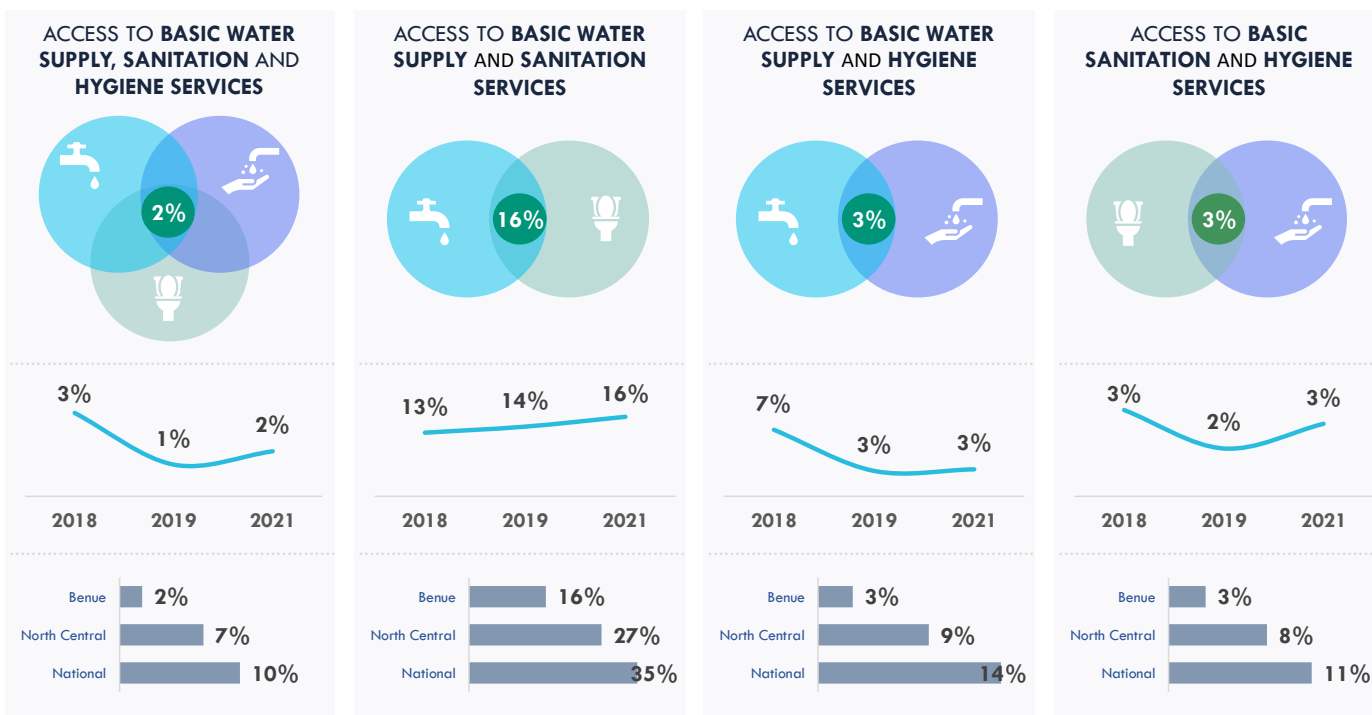 ACCESS TO BASIC WATER
SUPPLY, SANITATION AND
HYGIENE SERVICES
2%
3%
1%
2%
2018
2019
2021
Benue
2%
North Central
7%
National
10%
ACCESS TO BASIC WATER
SUPPLY AND SANITATION
SERVICES
16%
13%
14%
16%
2018
2019
2021
Benue
16%
North Central
27%
National
35%
ACCESS TO BASIC WATER
SUPPLY AND HYGIENE
SERVICES
3%
7%
3%
3%
2018
2019
2021
Benue
3%
North Central
9%
National
14%
ACCESS TO BASIC
SANITATION AND HYGIENE
SERVICES
3%
3%
2%
3%
2018
2019
2021
Benue
3%
North Central
8%
National
11%